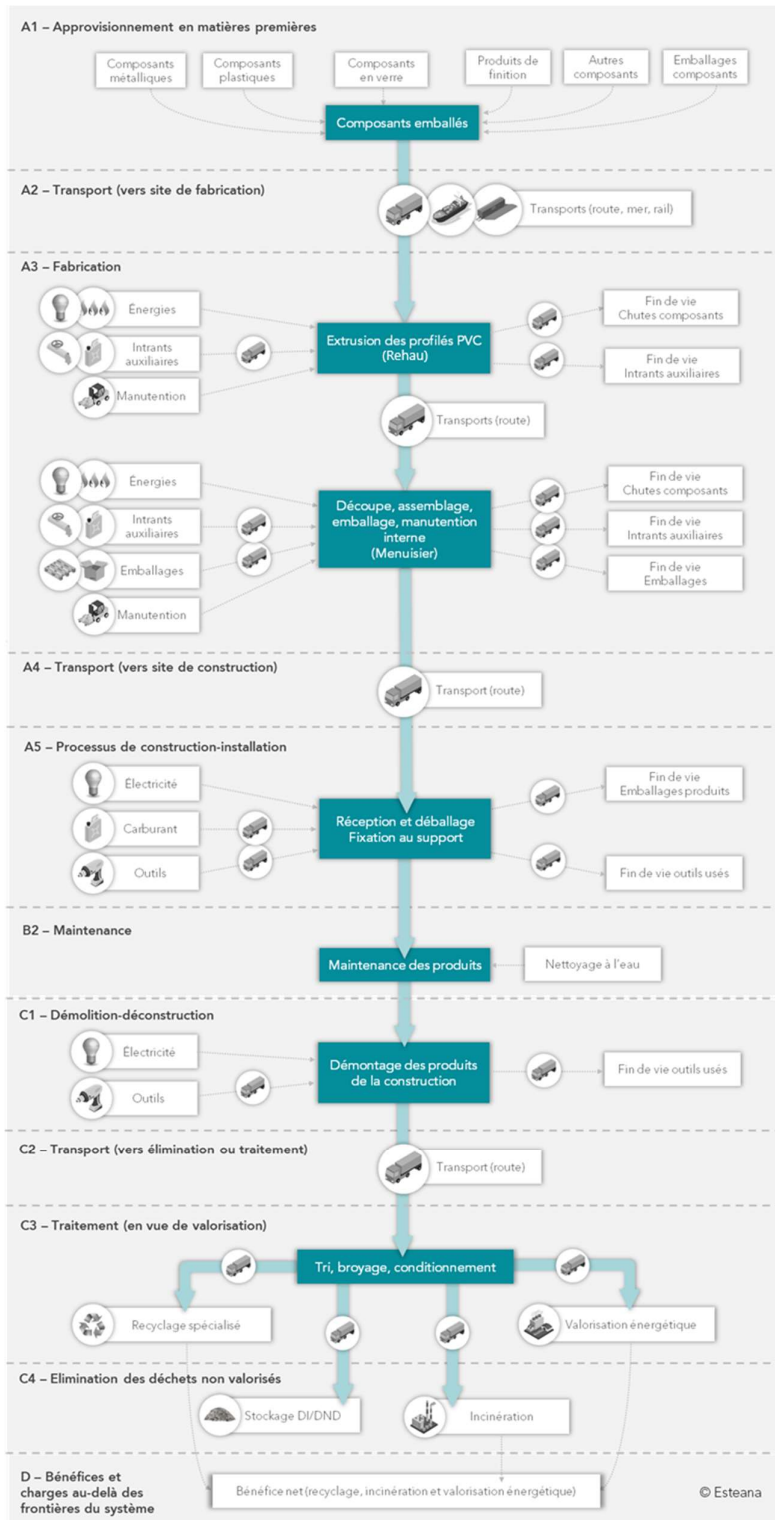 A1 – Approvisionnement en matières premières
Composants
métalliques
Composants
plastiques
Composants
en verre
Produits de
finition
Autres
composants
Emballages
composants
Composants emballés
A2 – Transport (vers site de fabrication)
Transports (route, mer, rail)
A3 – Fabrication
Énergies
Intrants
auxiliaires
Manutention
Extrusion des profilés PVC
(Rehau)
Fin de vie
Chutes composants
Fin de vie
Intrants auxiliaires
Transports (route)
Énergies
Intrants
auxiliaires
Emballages
Manutention
Découpe, assemblage,
emballage, manutention
interne
(Menuisier)
Fin de vie
Chutes composants
Fin de vie
Intrants auxiliaires
Fin de vie
Emballages
A4 – Transport (vers site de construction)
Transport (route)
A5 – Processus de construction-installation
Électricité
Carburant
Outils
Réception et déballage
Fixation au support
Fin de vie
Emballages produits
Fin de vie outils usés
B2 – Maintenance
Maintenance des produits
Nettoyage à l'eau
C1 – Démolition-déconstruction
Électricité
Outils
Démontage des produits
de la construction
Fin de vie outils usés
C2 – Transport (vers élimination ou traitement)
Transport (route)
C3 – Traitement (en vue de valorisation)
Tri, broyage, conditionnement
Recyclage spécialisé
Valorisation énergétique
C4 – Elimination des déchets non valorisés
Stockage DI/DND
Incinération
D – Bénéfices et
charges au-delà des
frontières du système
Bénéfice net (recyclage, incinération et valorisation énergétique)
© Esteana